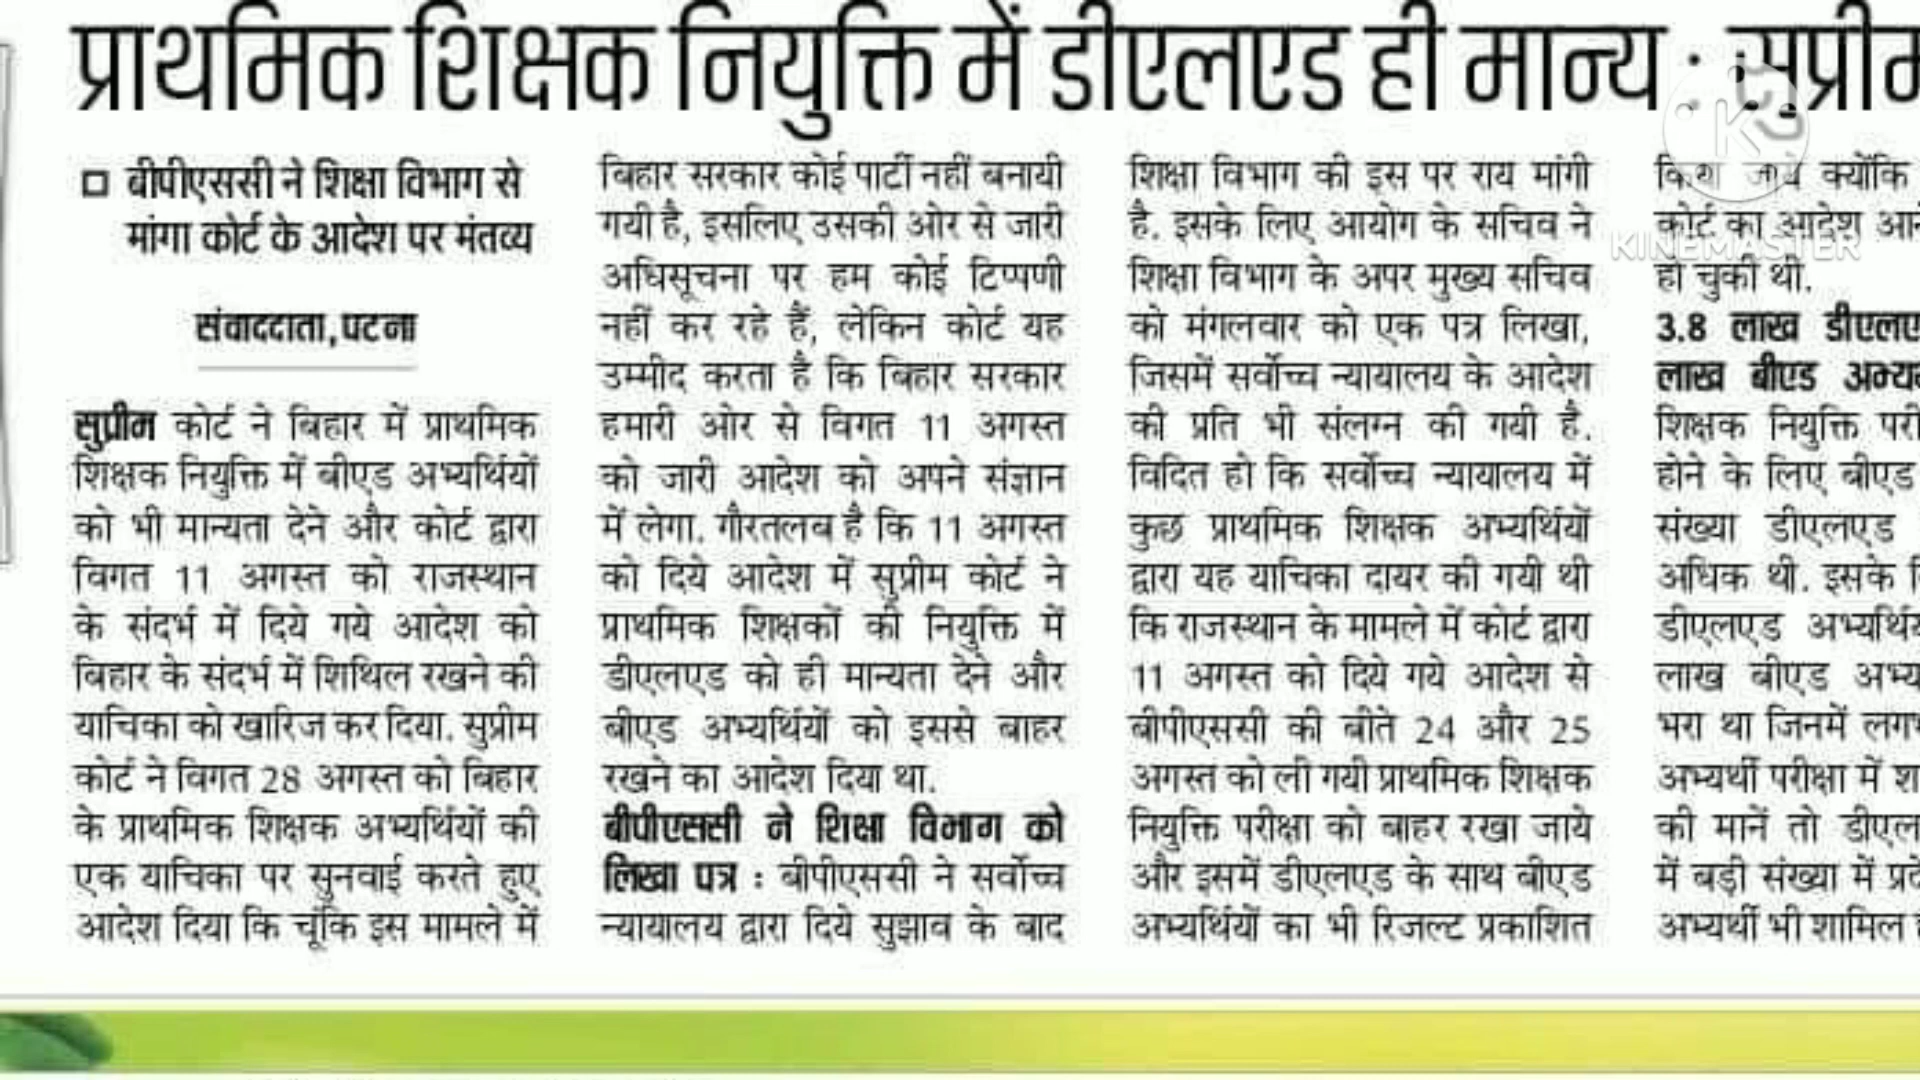 प्राथमिक शिक्षक नियुक्ति में डीएलएड ही मान्य : सुप्रीम
बीपीएससी ने शिक्षा विभाग से
मांगा कोर्ट के आदेश पर मंतव्य
संवाददाता, पटना
सुप्रीम कोर्ट ने बिहार में प्राथमिक
शिक्षक नियुक्ति में बीएड अभ्यर्थियों
को भी मान्यता देने और कोर्ट द्वारा
विगत 11 अगस्त को राजस्थान
के संदर्भ में दिये गये आदेश को
बिहार के संदर्भ में शिथिल रखने की
याचिका को खारिज कर दिया. सुप्रीम
कोर्ट ने विगत 28 अगस्त को बिहार
के प्राथमिक शिक्षक अभ्यर्थियों की
एक याचिका पर सुनवाई करते हुए
आदेश दिया कि चूंकि इस मामले में
बिहार सरकार कोई पार्टी नहीं बनायी
गयी है, इसलिए उसकी ओर से जारी
अधिसूचना पर हम कोई टिप्पणी
नहीं कर रहे हैं, लेकिन कोर्ट यह
उम्मीद करता है कि बिहार सरकार
हमारी ओर से विगत 11 अगस्त
को जारी आदेश को अपने संज्ञान
में लेगा. गौरतलब है कि 11 अगस्त
को दिये आदेश में सुप्रीम कोर्ट ने
प्राथमिक शिक्षकों की नियुक्ति में
डीएलएड को ही मान्यता देने और
बीएड अभ्यर्थियों को इससे बाहर
रखने का आदेश दिया था.
बीपीएससी ने शिक्षा विभाग को
लिखा पत्र : बीपीएससी ने सर्वोच्च
न्यायालय द्वारा दिये सुझाव के बाद
शिक्षा विभाग की इस पर राय मांगी
है. इसके लिए आयोग के सचिव ने
शिक्षा विभाग के अपर मुख्य सचिव
को मंगलवार को एक पत्र लिखा,
जिसमें सर्वोच्च न्यायालय के आदेश
की प्रति भी संलग्न की गयी है.
विदित हो कि सर्वोच्च न्यायालय में
कुछ प्राथमिक शिक्षक अभ्यर्थियों
द्वारा यह याचिका दायर की गयी थी
कि राजस्थान के मामले में कोर्ट द्वारा
11 अगस्त को दिये गये आदेश से
बीपीएससी की बीते 24 और 25
अगस्त को ली गयी प्राथमिक शिक्षक
नियुक्ति परीक्षा को बाहर रखा जाये
और इसमें डीएलएड के साथ बीएड
अभ्यर्थियों का भी रिजल्ट प्रकाशित
किया जाये क्योंकि
कोर्ट का आदेश
हो चुकी थी.
3.8 लाख
लाख बीएड
शिक्षक नियुक्ति
होने के लिए बीएड
संख्या डीएलएड
अधिक थी. इसके
डीएलएड
लाख बीएड
भरा था जिनमें
अभ्यर्थी परीक्षा में
की मानें तो
में बड़ी संख्या में
अभ्यर्थी भी शामिल
KINEMASTER